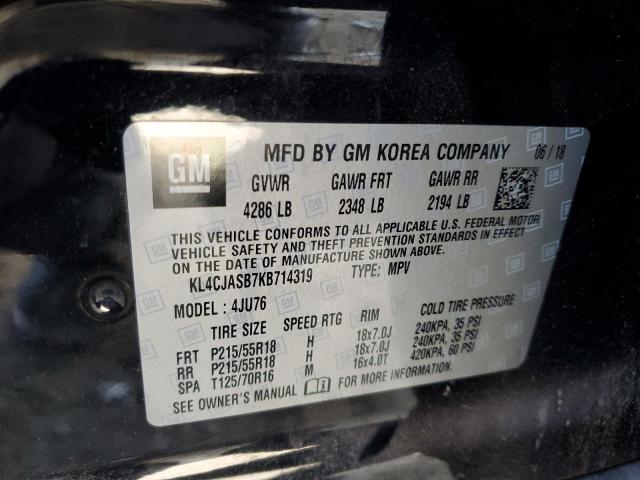 GM
MFD BY GM KOREA COMPANY 06/18
GVWR GAWR FRT GAWR RR
4286 LB 2348 LB 2194 LB
THIS VEHICLE CONFORMS TO ALL APPLICABLE U.S. FEDERAL MOTOR
VEHICLE SAFETY AND THEFT PREVENTION STANDARDS IN EFFECT
ON THE DATE OF MANUFACTURE SHOWN ABOVE.
KL4CJASB7KB714319 TYPE: MPV
MODEL: 4JU76
TIRE SIZE SPEED RTG RIM COLD TIRE PRESSURE
FRT P215/55R18 H 18x7.0J 240KPA, 35 PSI
RR P215/55R18 H 18x7.0J 240KPA, 35 PSI
SPA T125/70R16 M 16x4.0T 420KPA, 60 PSI
SEE OWNER'S MANUAL FOR MORE INFORMATION.